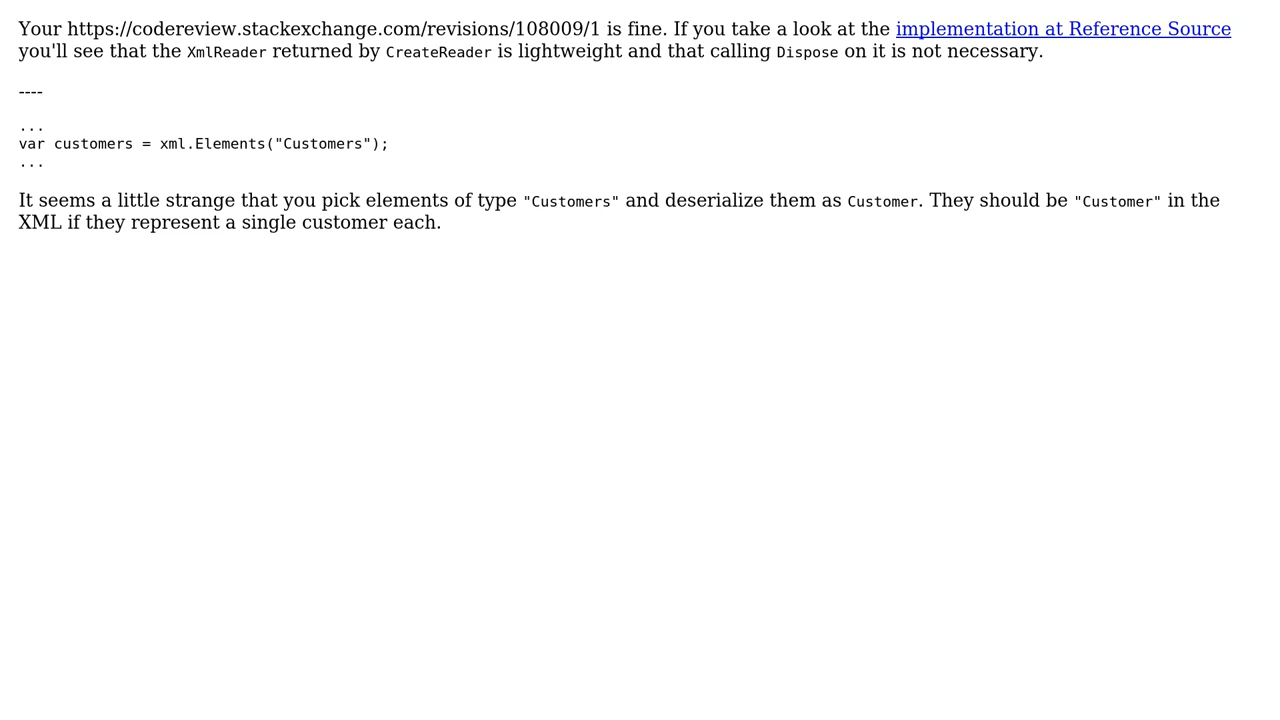 Your https://codereview.stackexchange.com/revisions/108009/1 is fine. If you take a look at the implementation at Reference Source
you'll see that the XmlReader returned by CreateReader is lightweight and that calling Dispose on it is not necessary.
----
...
var customers = xml.Elements("Customers");
...
It seems a little strange that you pick elements of type "Customers" and deserialize them as Customer. They should be "Customer" in the
XML if they represent a single customer each.